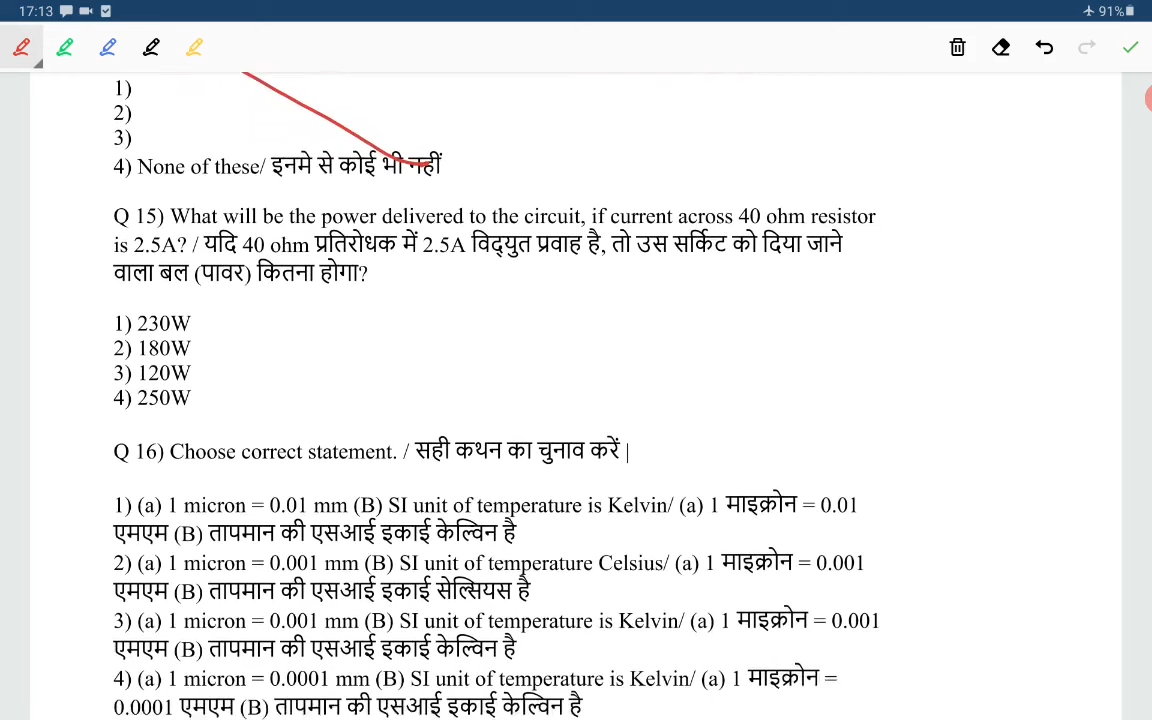 17:13
91%
1)
2)
3)
4) None of these/ इनमे से कोई भी नहीं
Q 15) What will be the power delivered to the circuit, if current across 40 ohm resistor
is 2.5A? / यदि 40 ohm प्रतिरोधक में 2.5A विद्युत प्रवाह है, तो उस सर्किट को दिया जाने
वाला बल (पावर) कितना होगा?
1) 230W
2) 180W
3) 120W
4) 250W
Q 16) Choose correct statement. / सही कथन का चुनाव करें |
1) (a) 1 micron = 0.01 mm (B) SI unit of temperature is Kelvin/ (a) 1 माइक्रोन = 0.01
एमएम (B) तापमान की एसआई इकाई केल्विन है
2) (a) 1 micron = 0.001 mm (B) SI unit of temperature Celsius/ (a) 1 माइक्रोन = 0.001
एमएम (B) तापमान की एसआई इकाई सेल्सियस है
3) (a) 1 micron = 0.001 mm (B) SI unit of temperature is Kelvin/ (a) 1 माइक्रोन = 0.001
एमएम (B) तापमान की एसआई इकाई केल्विन है
4) (a) 1 micron = 0.0001 mm (B) SI unit of temperature is Kelvin/ (a) 1 माइक्रोन =
0.0001 एमएम (B) तापमान की एसआई इकाई केल्विन है